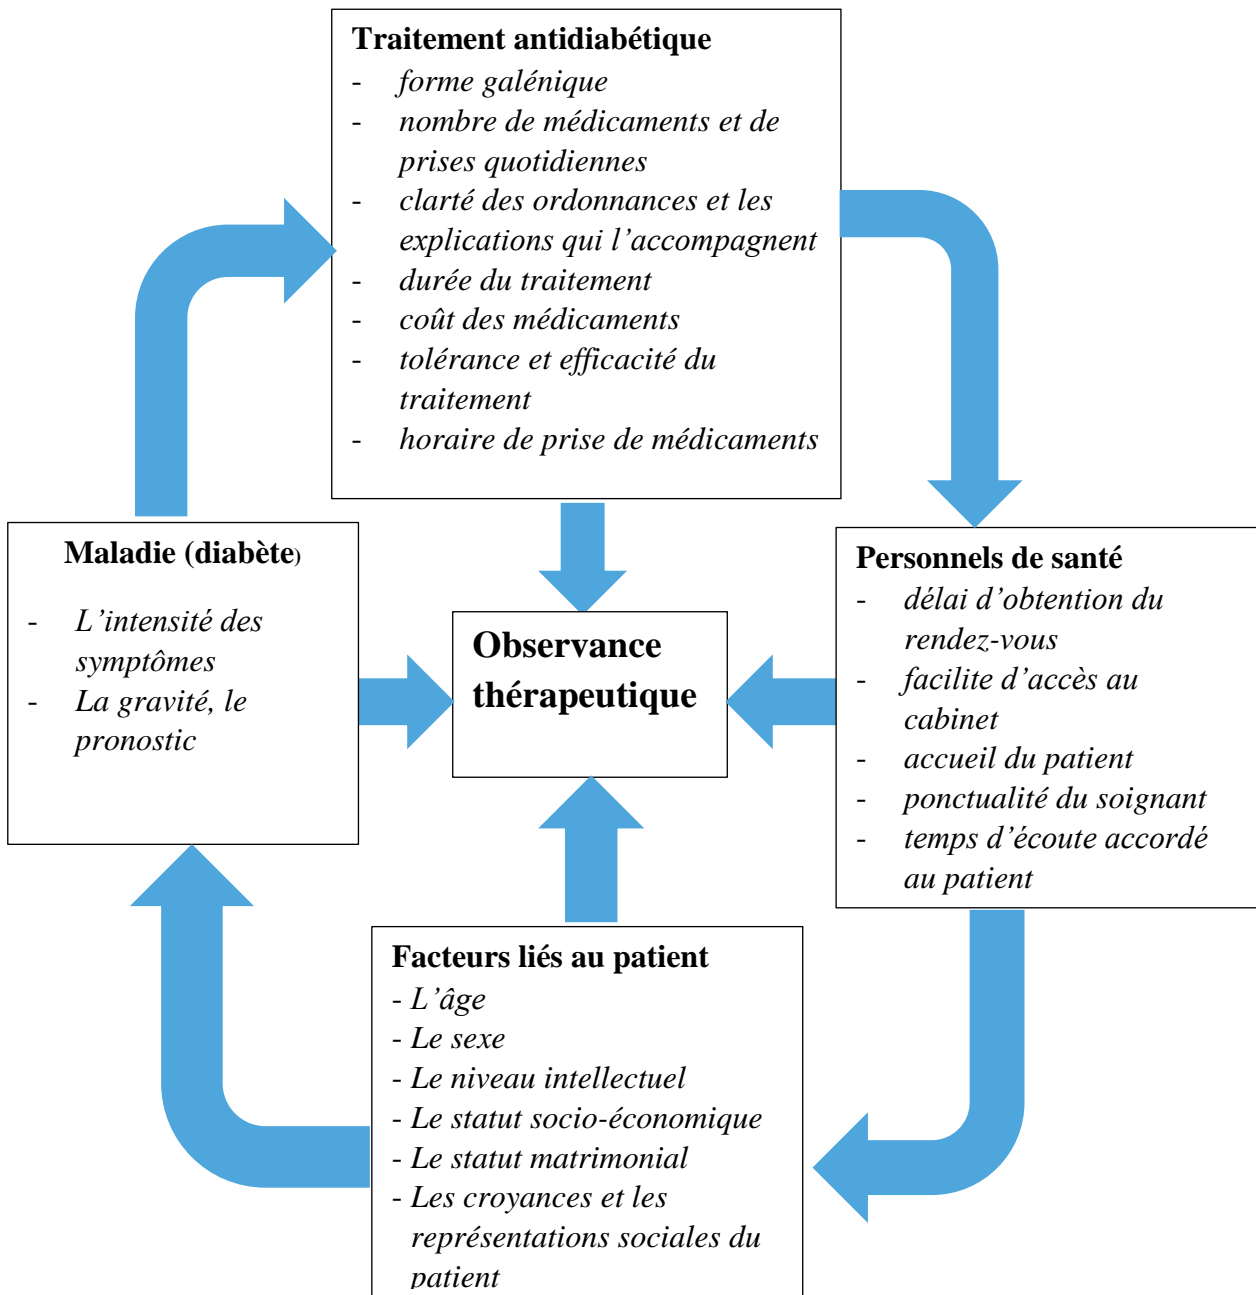 Traitement antidiabétique
- forme galénique
- nombre de médicaments et de
prises quotidiennes
- clarté des ordonnances et les
explications qui l'accompagnent
- durée du traitement
- coût des médicaments
- tolérance et efficacité du
traitement
- horaire de prise de médicaments
Maladie (diabète)
- L'intensité des
symptômes
- La gravité, le
pronostic
Observance
thérapeutique
Personnels de santé
- délai d'obtention du
rendez-vous
- facilite d'accès au
cabinet
- accueil du patient
- ponctualité du soignant
- temps d'écoute accordé
au patient
Facteurs liés au patient
- L'âge
- Le sexe
- Le niveau intellectuel
- Le statut socio-économique
- Le statut matrimonial
- Les croyances et les
représentations sociales du
patient